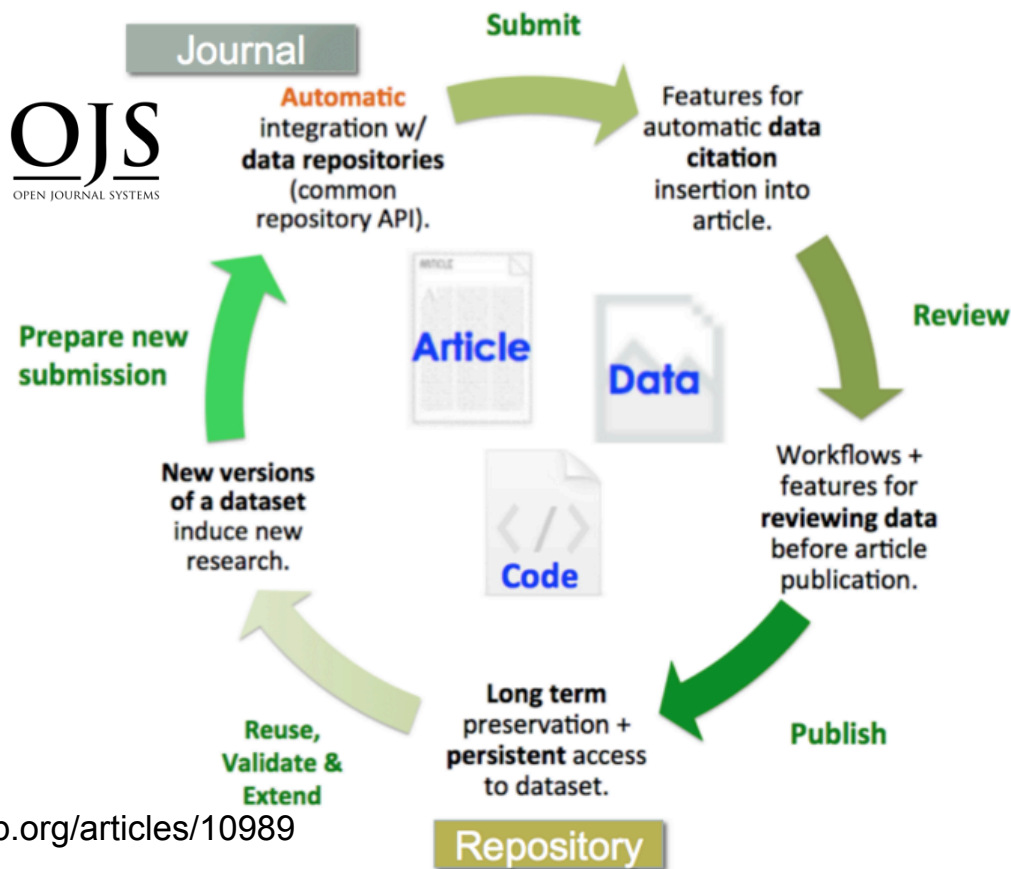 Journal
OJS
OPEN JOURNAL SYSTEMS
Automatic
integration w/
data repositories
(common
repository API).
Submit
Features for
automatic data
citation
insertion into
article.
Review
Workflows +
features for
reviewing data
before article
publication.
Publish
Long term
preservation +
persistent access
to dataset.
Repository
Reuse,
Validate &
Extend
New versions
of a dataset
induce new
research.
Prepare new
submission
ARTICLE
Article
Data
</>
Code
o.org/articles/10989